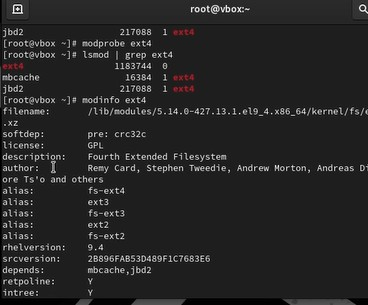 root@vbox:~
jbd2 217088 1 ext4
[root@vbox ~]# modprobe ext4
[root@vbox ~]# lsmod | grep ext4
ext4 1183744 0
mbcache 16384 1 ext4
jbd2 217088 1 ext4
[root@vbox ~]# modinfo ext4
filename: /lib/modules/5.14.0-427.13.1.el9_4.x86_64/kernel/fs/e
.xz
softdep: pre: crc32c
license: GPL
description: Fourth Extended Filesystem
author: Remy Card, Stephen Tweedie, Andrew Morton, Andreas Di
ore Ts'o and others
alias: fs-ext4
alias: ext3
alias: fs-ext3
alias: ext2
alias: fs-ext2
rhelversion: 9.4
srcversion: 2B896FAB53D489F1C7683E6
depends: mbcache,jbd2
retpoline: Y
intree: Y